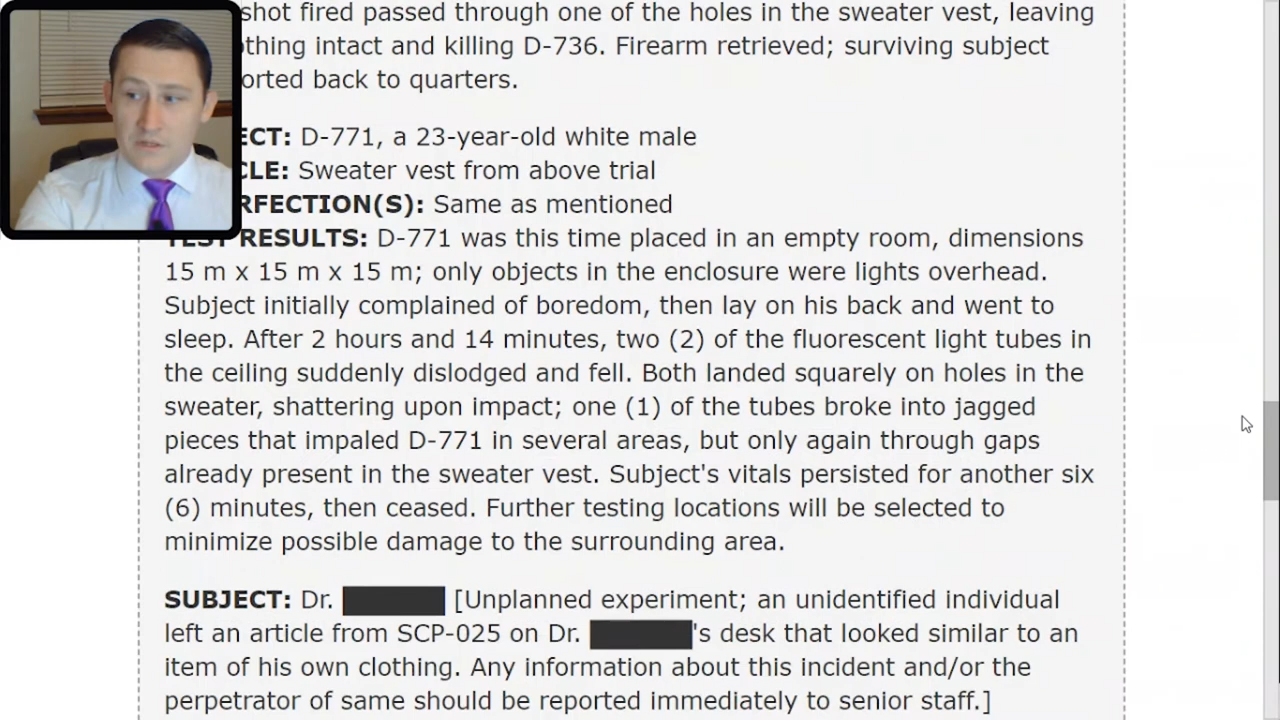 shot fired passed through one of the holes in the sweater vest, leaving
thing intact and killing D-736. Firearm retrieved; surviving subject
orted back to quarters.
ECT: D-771, a 23-year-old white male
CLE: Sweater vest from above trial
RFECTION(S): Same as mentioned
TEST RESULTS: D-771 was this time placed in an empty room, dimensions
15 m x 15 m x 15 m; only objects in the enclosure were lights overhead.
Subject initially complained of boredom, then lay on his back and went to
sleep. After 2 hours and 14 minutes, two (2) of the fluorescent light tubes in
the ceiling suddenly dislodged and fell. Both landed squarely on holes in the
sweater, shattering upon impact; one (1) of the tubes broke into jagged
pieces that impaled D-771 in several areas, but only again through gaps
already present in the sweater vest. Subject's vitals persisted for another six
(6) minutes, then ceased. Further testing locations will be selected to
minimize possible damage to the surrounding area.
SUBJECT: Dr. [Unplanned experiment; an unidentified individual
left an article from SCP-025 on Dr. 's desk that looked similar to an
item of his own clothing. Any information about this incident and/or the
perpetrator of same should be reported immediately to senior staff.]